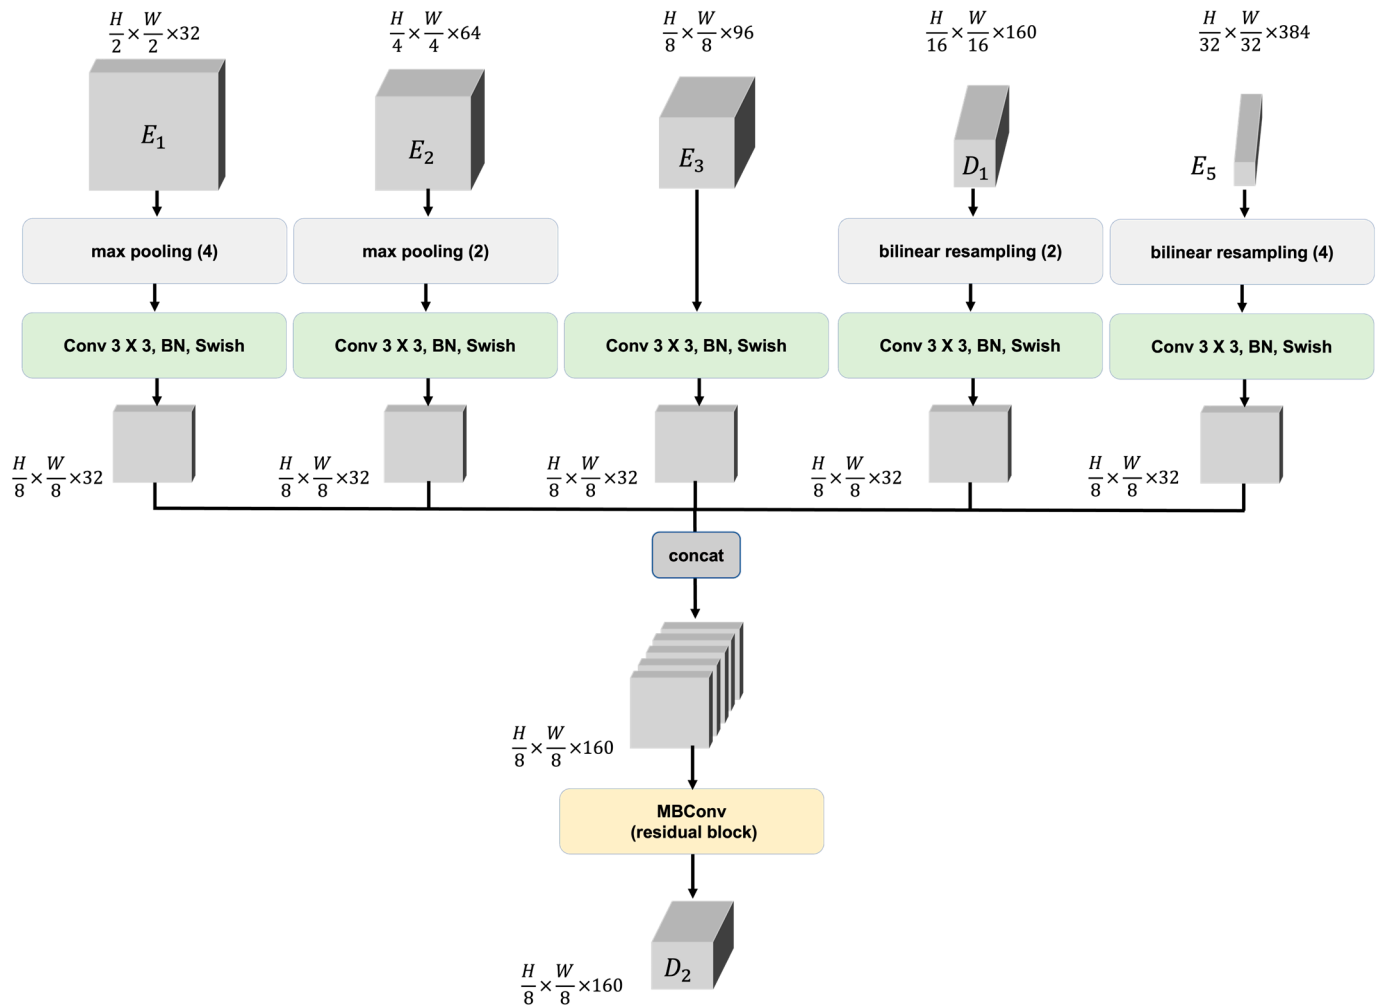 H/2 × W/2 ×32
H/4 × W/4 ×64
H/8 × W/8 ×96
H/16 × W/16 ×160
H/32 × W/32 ×384
E₁
E₂
E₃
D₁
E₅
max pooling (4)
max pooling (2)
bilinear resampling (2)
bilinear resampling (4)
Conv 3 X 3, BN, Swish
Conv 3 X 3, BN, Swish
Conv 3 X 3, BN, Swish
Conv 3 X 3, BN, Swish
Conv 3 X 3, BN, Swish
H/8 × W/8 ×32
H/8 × W/8 ×32
H/8 × W/8 ×32
H/8 × W/8 ×32
H/8 × W/8 ×32
concat
H/8 × W/8 ×160
MBConv
(residual block)
D₂
H/8 × W/8 ×160